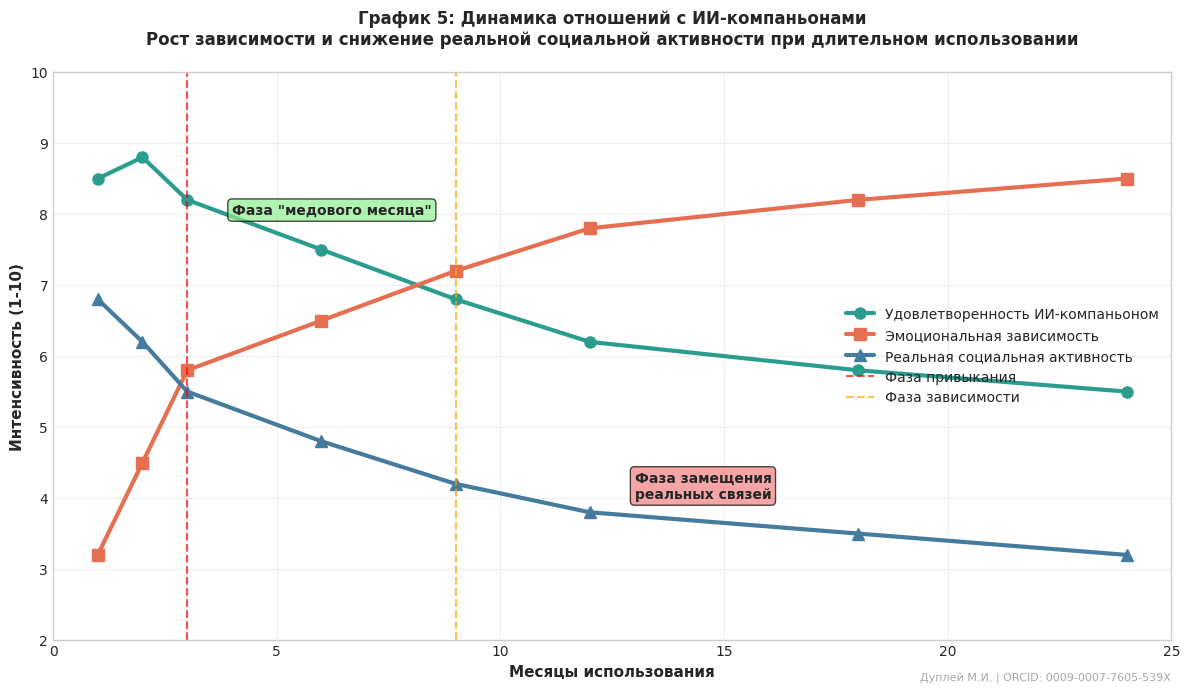 График 5: Динамика отношений с ИИ-компаньонами
Рост зависимости и снижение реальной социальной активности при длительном использовании
Интенсивность (1-10)
10
9
8
7
6
5
4
3
2
Фаза "медового месяца"
Удовлетворенность ИИ-компаньоном
Эмоциональная зависимость
Реальная социальная активность
Фаза привыкания
Фаза зависимости
Фаза замещения
реальных связей
0 5 10 15 20 25
Месяцы использования
Дуплей М.И. | ORCID: 0009-0007-7605-539X